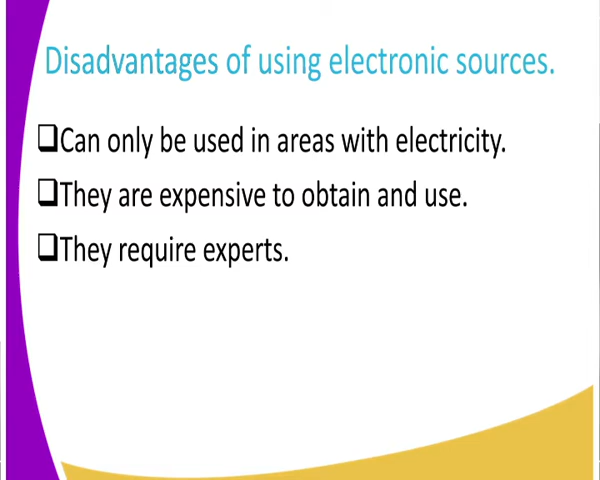 Disadvantages of using electronic sources.
❑Can only be used in areas with electricity.
❑They are expensive to obtain and use.
❑They require experts.